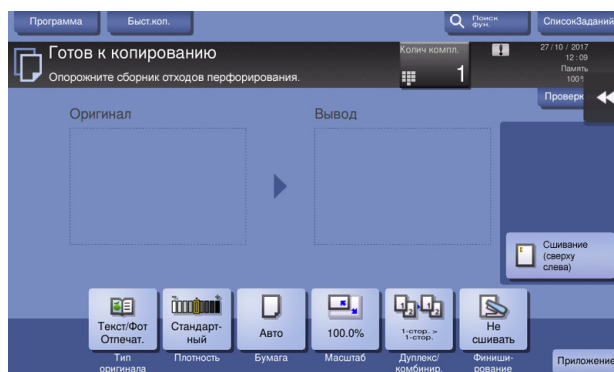 Программа
Быст.коп.
Поиск
фун.
СписокЗаданий
Готов к копированию
Опорожните сборник отходов перфорирования.
Колич компл.
1
27/10 / 2017
12:09
Память
100%
Проверк
Оригинал
Вывод
Сшивание
(сверху
слева)
Текст/Фот
Отпечат.
Стандарт-
ный
Авто
100.0%
1-стор. >
1-стор.
Не
сшивать
Тип
оригинала
Плотность
Бумага
Масштаб
Дуплекс/
комбинир.
Финиши-
рование
Приложение